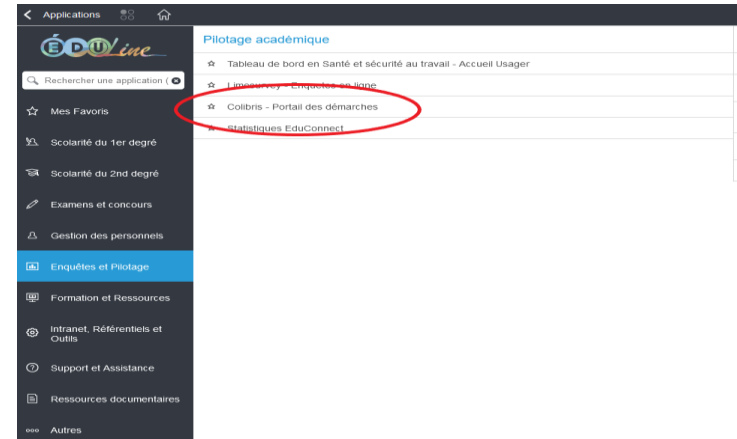 Applications
ÉDULine
Rechercher une application (
Mes Favoris
Scolarité du 1er degré
Scolarité du 2nd degré
Examens et concours
Gestion des personnels
Enquêtes et Pilotage
Formation et Ressources
Intranet, Référentiels et
Outils
Support et Assistance
Ressources documentaires
Autres
Pilotage académique
Tableau de bord en Santé et sécurité au travail - Accueil Usager
Limesurvey - Enquetes en ligne
Colibris - Portail des démarches
Statistiques EduConnect